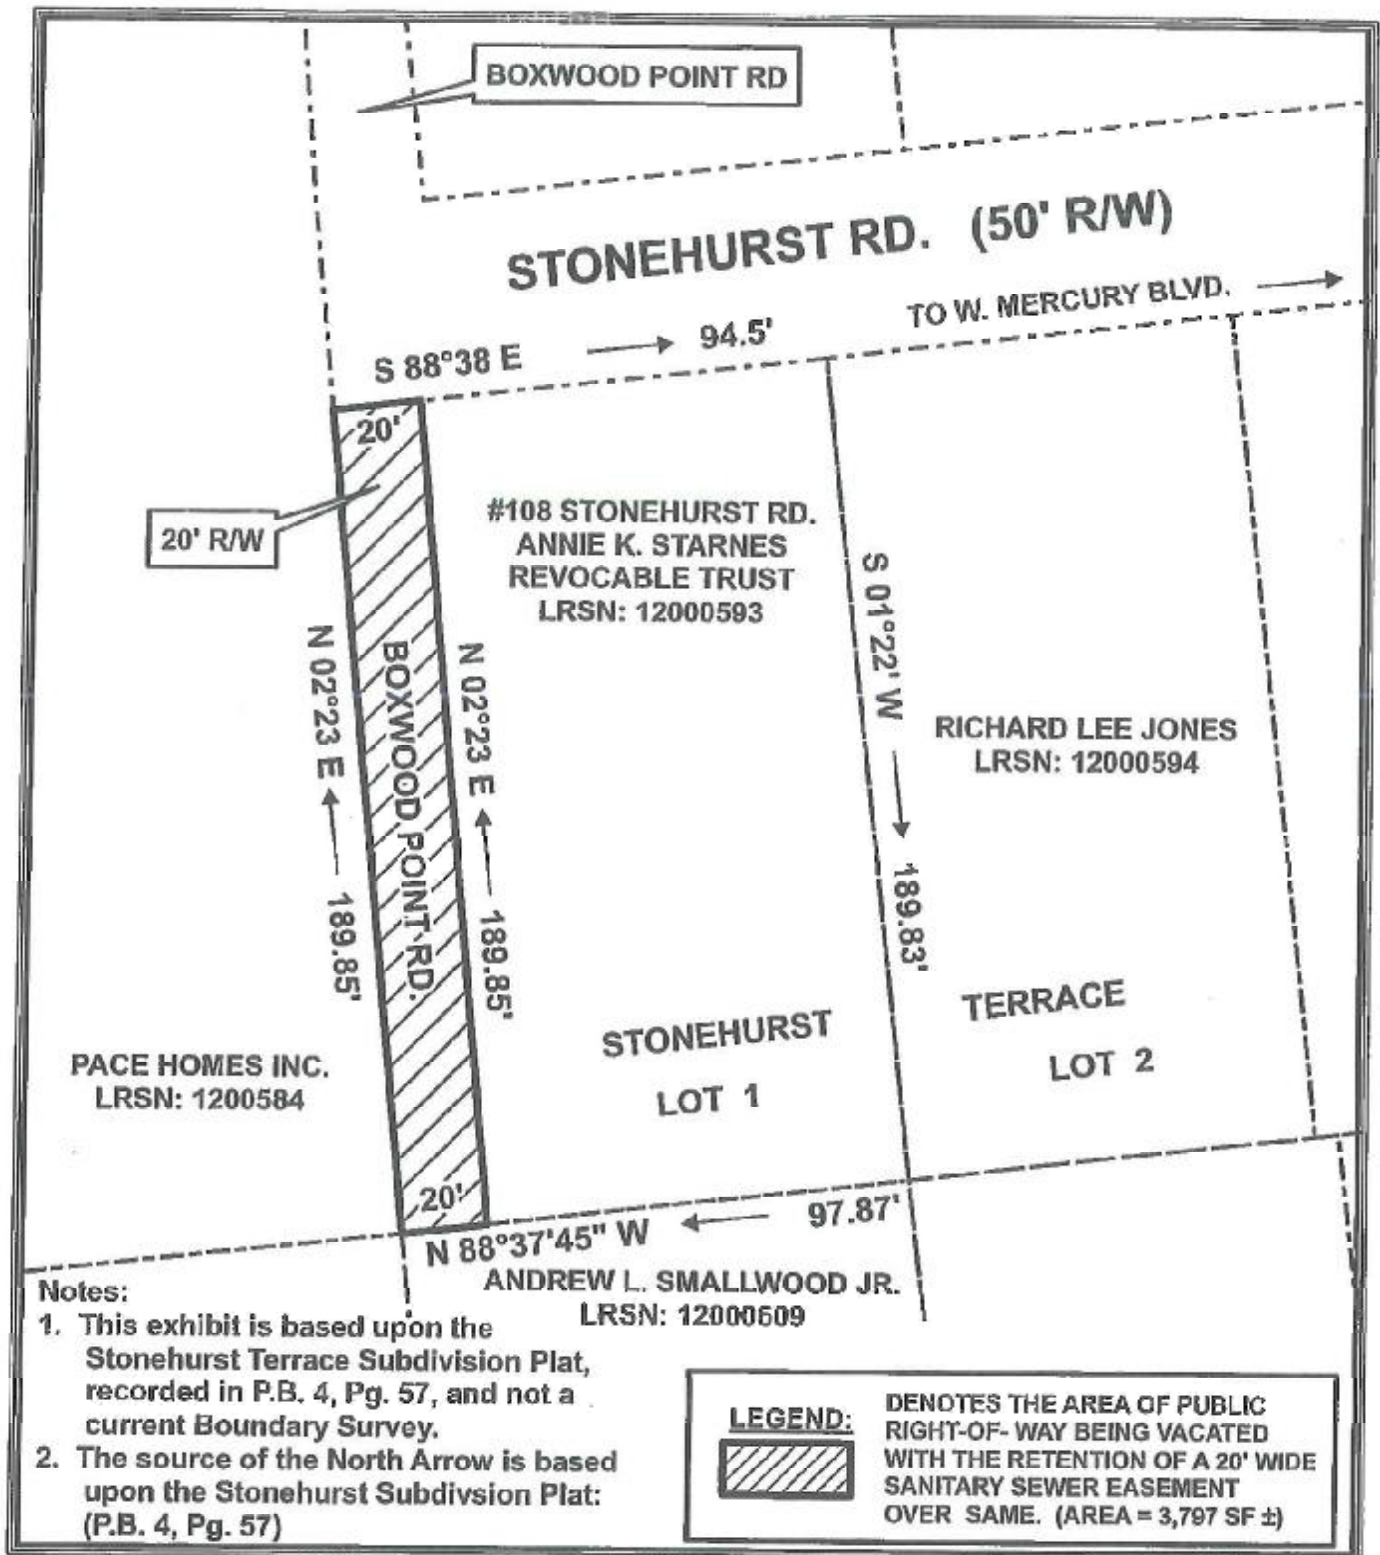 BOXWOOD POINT RD
STONEHURST RD. (50' R/W)
TO W. MERCURY BLVD.
S 88°38 E
94.5'
20'
20' R/W
#108 STONEHURST RD.
ANNIE K. STARNES
REVOCABLE TRUST
LRSN: 12000593
N 02°23 E
189.85'
BOXWOOD POINT RD.
N 02°23 E
189.85'
S 01°22' W
189.83'
RICHARD LEE JONES
LRSN: 12000594
STONEHURST
LOT 1
TERRACE
LOT 2
PACE HOMES INC.
LRSN: 1200584
20'
N 88°37'45" W
97.87'
ANDREW L. SMALLWOOD JR.
LRSN: 12000609
Notes:
1. This exhibit is based upon the
Stonehurst Terrace Subdivision Plat,
recorded in P.B. 4, Pg. 57, and not a
current Boundary Survey.
2. The source of the North Arrow is based
upon the Stonehurst Subdivsion Plat:
(P.B. 4, Pg. 57)
LEGEND:
DENOTES THE AREA OF PUBLIC
RIGHT-OF- WAY BEING VACATED
WITH THE RETENTION OF A 20' WIDE
SANITARY SEWER EASEMENT
OVER SAME. (AREA = 3,797 SF ±)